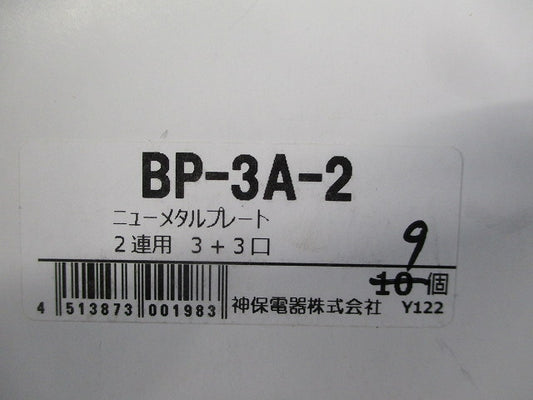 BP-3A-2
ニューメタルプレート
2連用 3+3口
9
10個
4 513873 001983
神保電器株式会社 Y122